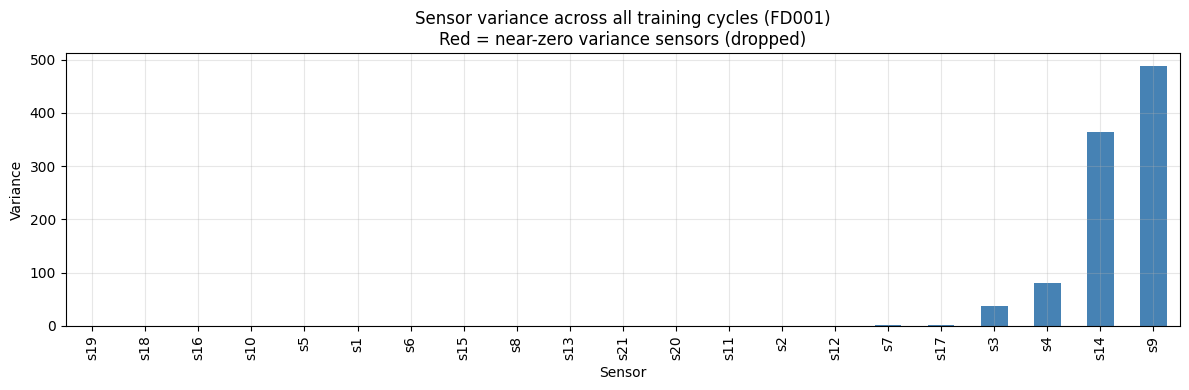 Sensor variance across all training cycles (FD001)
Red = near-zero variance sensors (dropped)
500
400
300
200
100
0
Variance
s19 s18 s16 s10 s5 s1 s6 s15 s8 s13 s21 s20 s11 s2 s12 s7 s17 s3 s4 s14 s9
Sensor